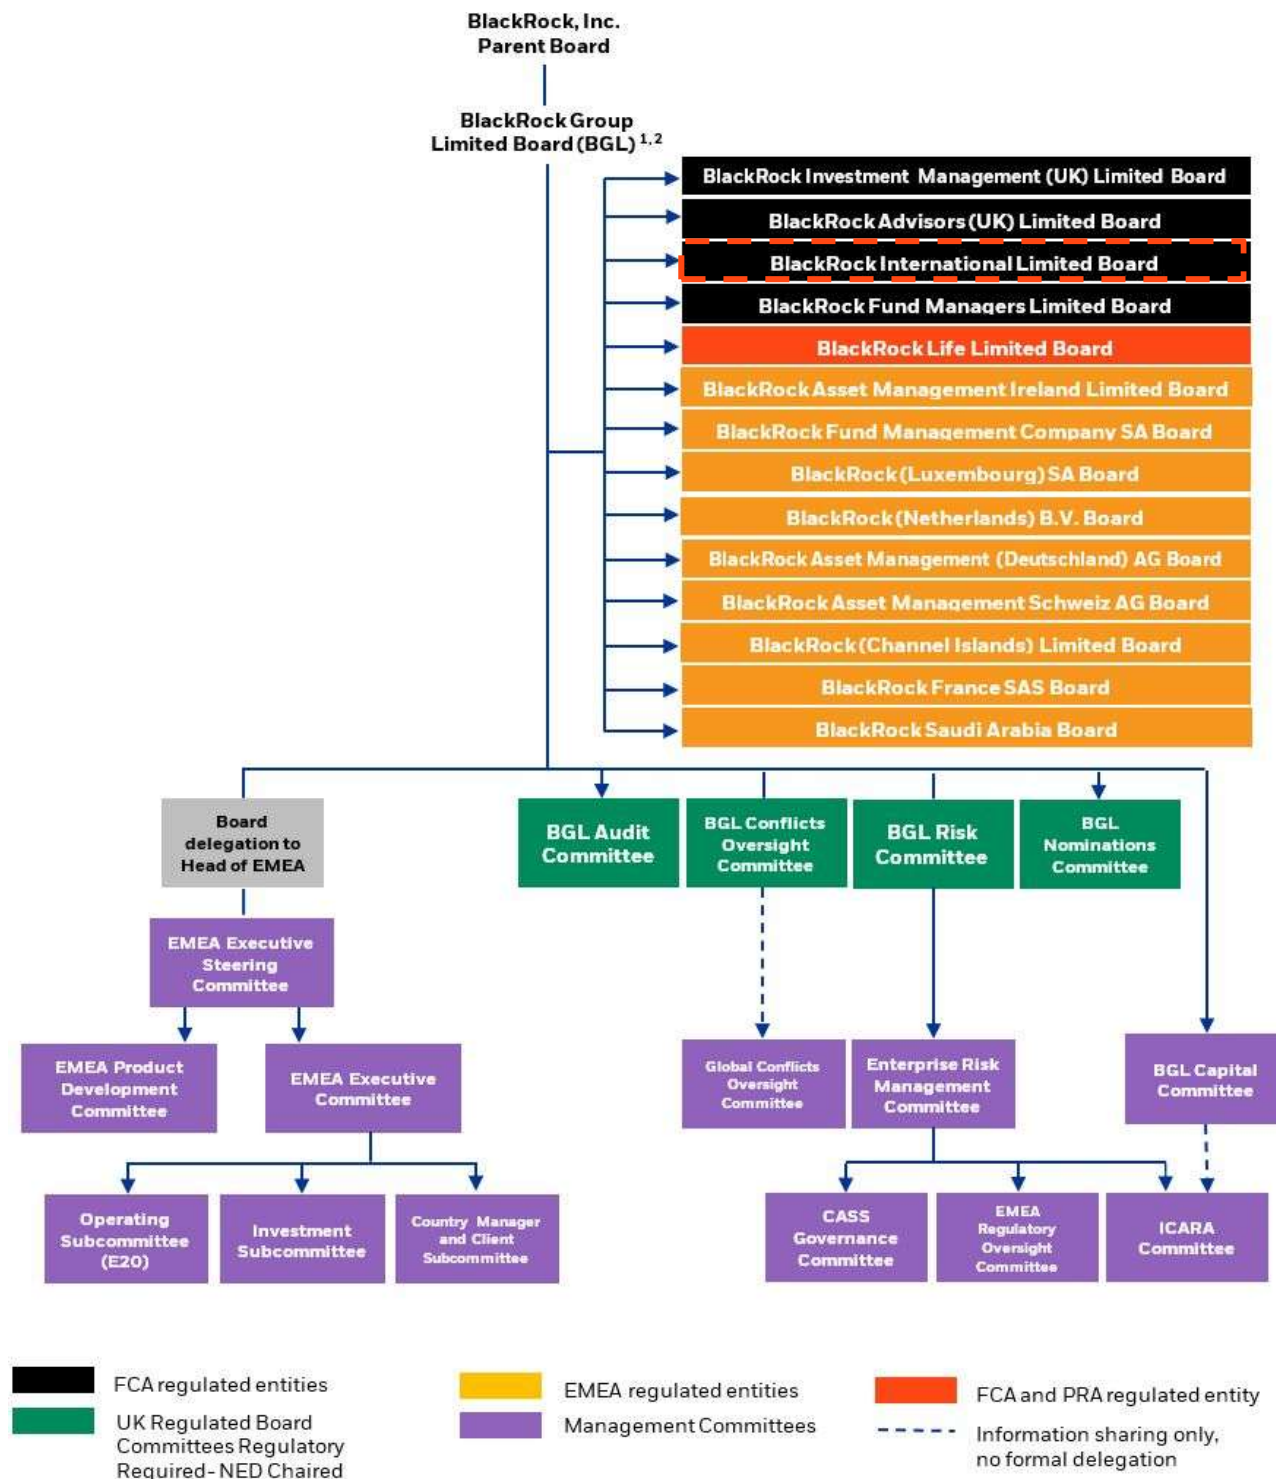 BlackRock, Inc.
Parent Board
BlackRock Group
Limited Board (BGL) 1,2
BlackRock Investment Management (UK) Limited Board
BlackRock Advisors (UK) Limited Board
BlackRock International Limited Board
BlackRock Fund Managers Limited Board
BlackRock Life Limited Board
BlackRock Asset Management Ireland Limited Board
BlackRock Fund Management Company SA Board
BlackRock (Luxembourg) SA Board
BlackRock (Netherlands) B.V. Board
BlackRock Asset Management (Deutschland) AG Board
BlackRock Asset Management Schweiz AG Board
BlackRock (Channel Islands) Limited Board
BlackRock France SAS Board
BlackRock Saudi Arabia Board
Board
delegation to
Head of EMEA
BGL Audit
Committee
BGL Conflicts
Oversight
Committee
BGL Risk
Committee
BGL
Nominations
Committee
EMEA Executive
Steering
Committee
EMEA Product
Development
Committee
EMEA Executive
Committee
Global Conflicts
Oversight
Committee
Enterprise Risk
Management
Committee
BGL Capital
Committee
Operating
Subcommittee
(E20)
Investment
Subcommittee
Country Manager
and Client
Subcommittee
CASS
Governance
Committee
EMEA
Regulatory
Oversight
Committee
ICARA
Committee
FCA regulated entities
EMEA regulated entities
FCA and PRA regulated entity
UK Regulated Board
Committees Regulatory
Required- NED Chaired
Management Committees
Information sharing only,
no formal delegation